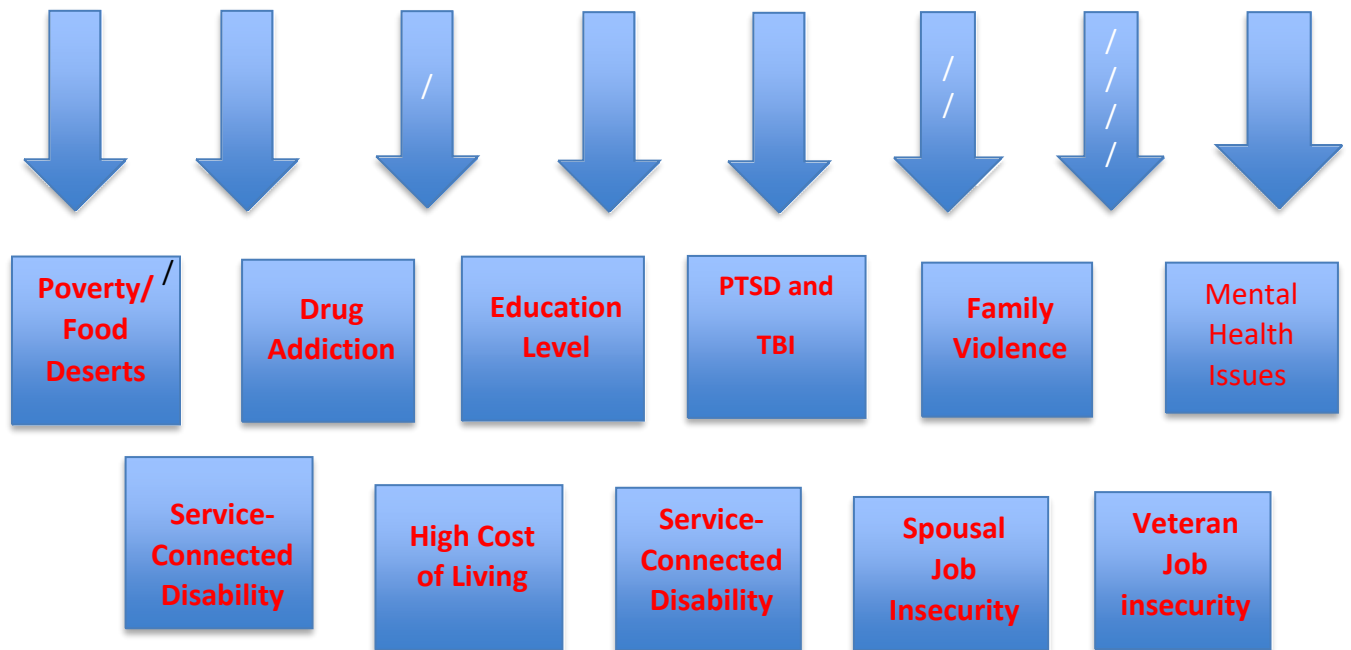 /
/
/
/
/
/
/
Poverty/ /
Food
Deserts
Drug
Addiction
Education
Level
PTSD and
TBI
Family
Violence
Mental
Health
Issues
Service-
Connected
Disability
High Cost
of Living
Service-
Connected
Disability
Spousal
Job
Insecurity
Veteran
Job
insecurity